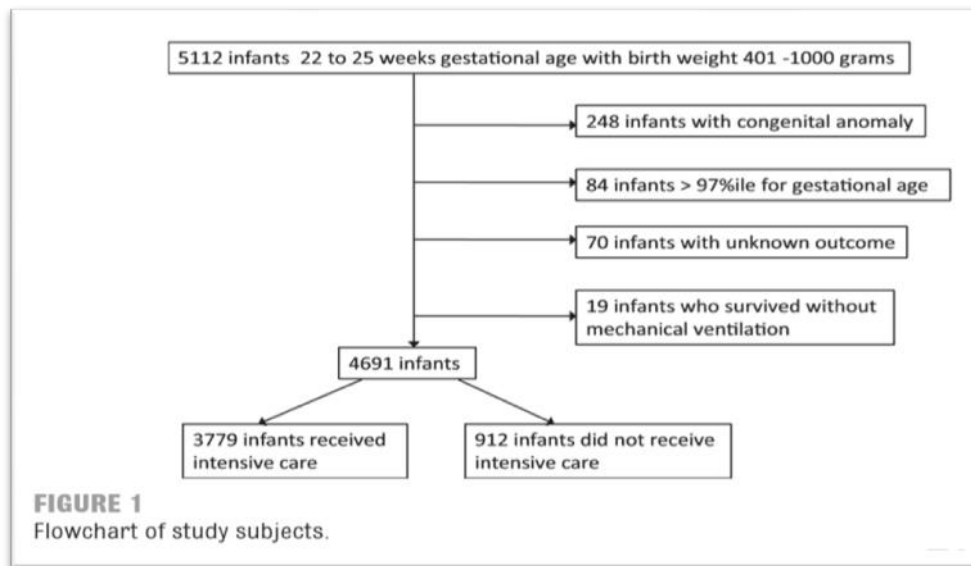 5112 infants 22 to 25 weeks gestational age with birth weight 401 -1000 grams
248 infants with congenital anomaly
84 infants > 97%ile for gestational age
70 infants with unknown outcome
19 infants who survived without
mechanical ventilation
4691 infants
3779 infants received
intensive care
912 infants did not receive
intensive care
FIGURE 1
Flowchart of study subjects.